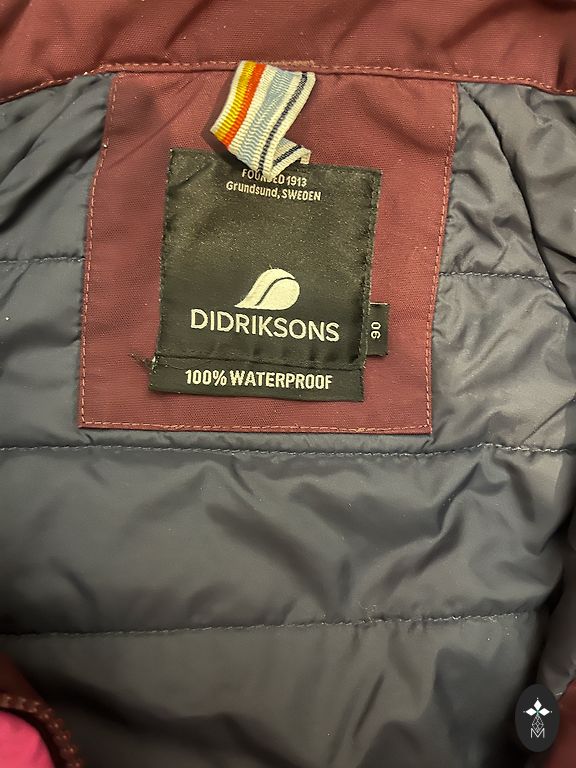 FOUNDED 1913
Grundsund, SWEDEN
DIDRIKSONS
90
100% WATERPROOF